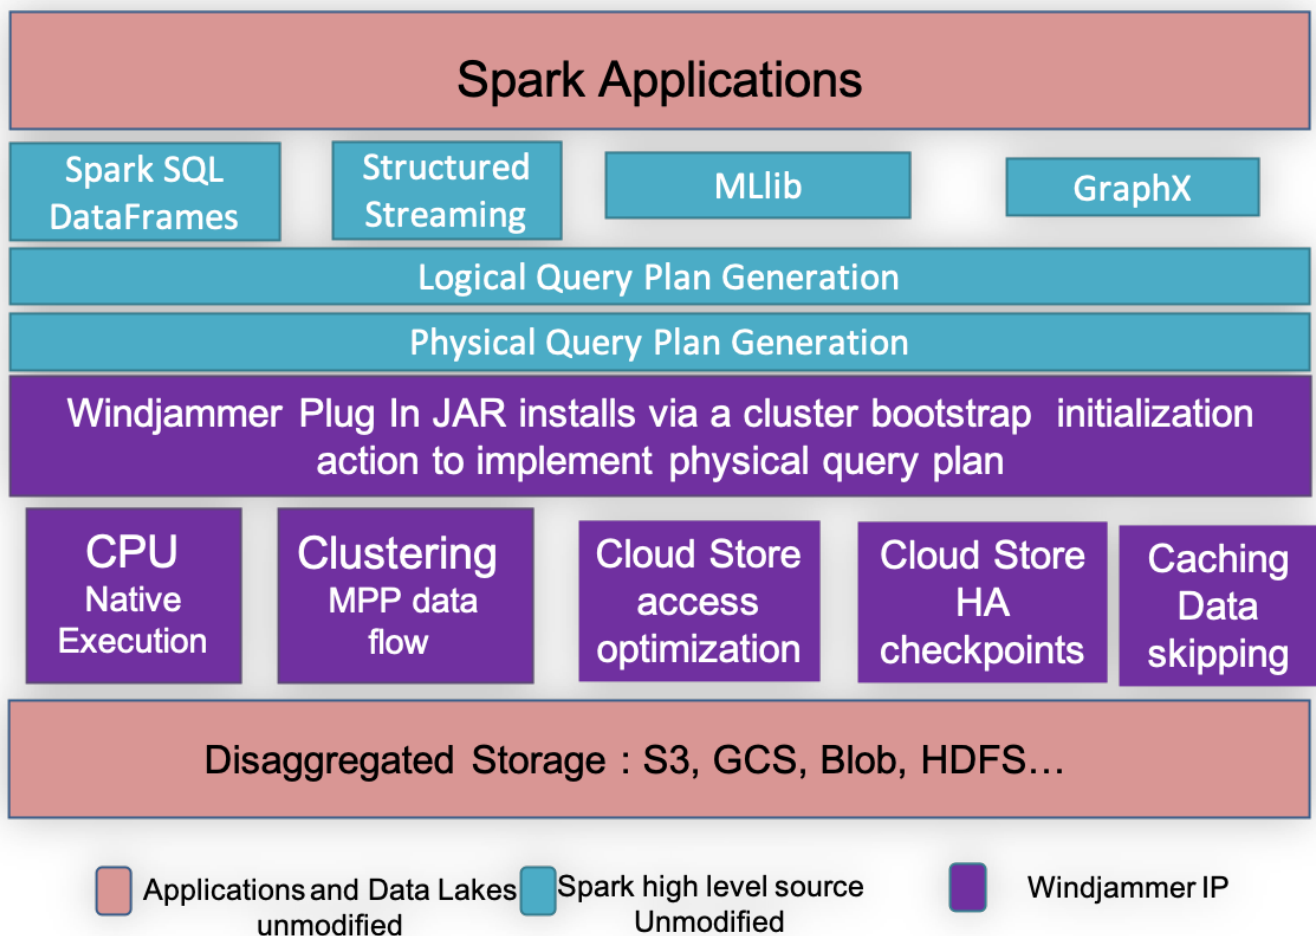 Spark Applications
Spark SQL
DataFrames
Structured
Streaming
MLlib
GraphX
Logical Query Plan Generation
Physical Query Plan Generation
Windjammer Plug In JAR installs via a cluster bootstrap initialization
action to implement physical query plan
CPU
Native
Execution
Clustering
MPP data
flow
Cloud Store
access
optimization
Cloud Store
HA
checkpoints
Caching
Data
skipping
Disaggregated Storage : S3, GCS, Blob, HDFS...
Applications and Data Lakes
unmodified
Spark high level source
Unmodified
Windjammer IP